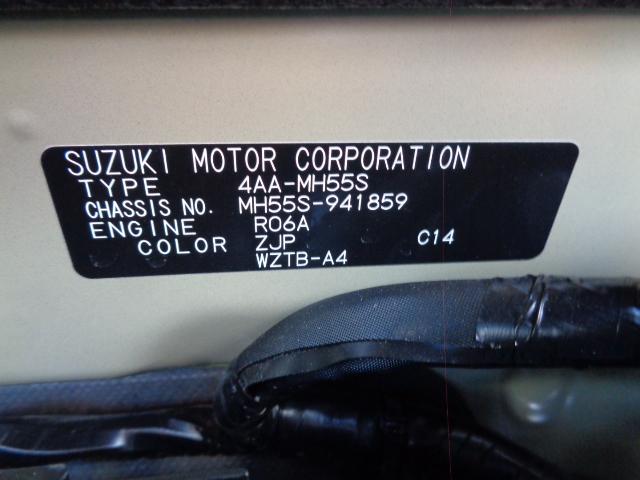 SUZUKI MOTOR CORPORATION
TYPE 4AA-MH55S
CHASSIS NO. MH55S-941859
ENGINE R06A
COLOR ZJP C14
WZTB-A4